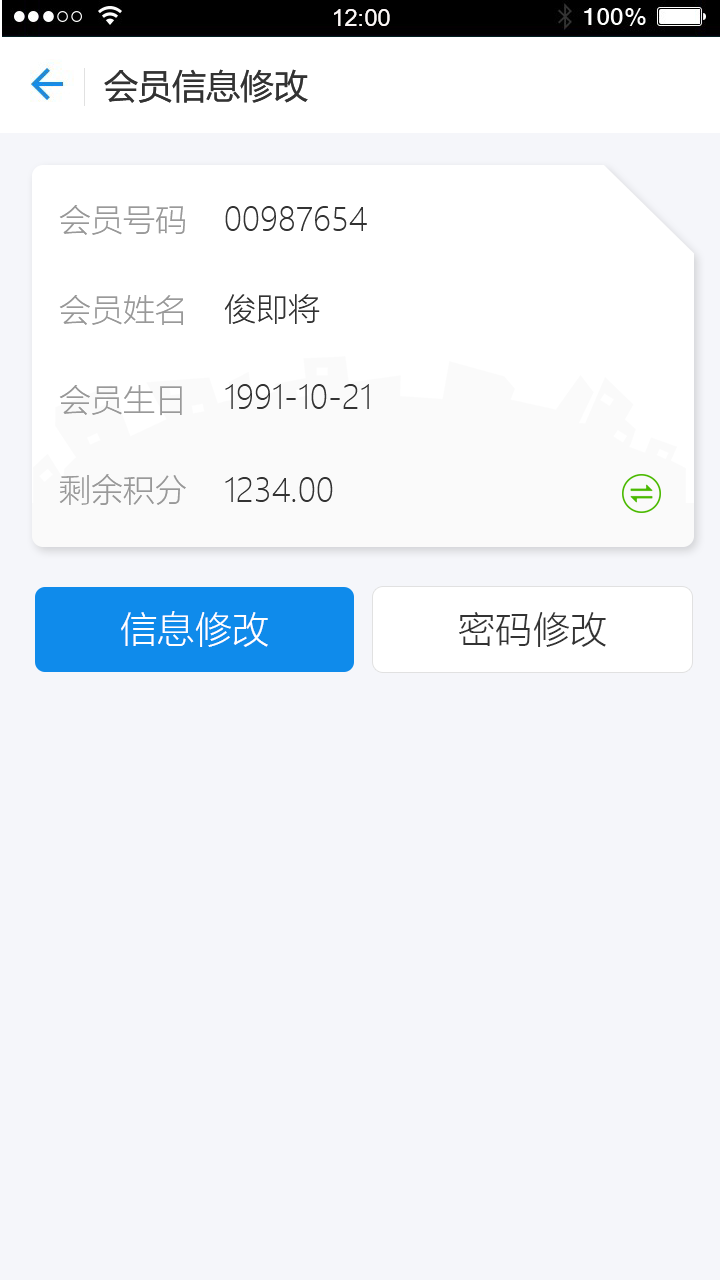 12:00 100%
会员信息修改
会员号码 00987654
会员姓名 俊即将
会员生日 1991-10-21
剩余积分 1234.00
信息修改 密码修改